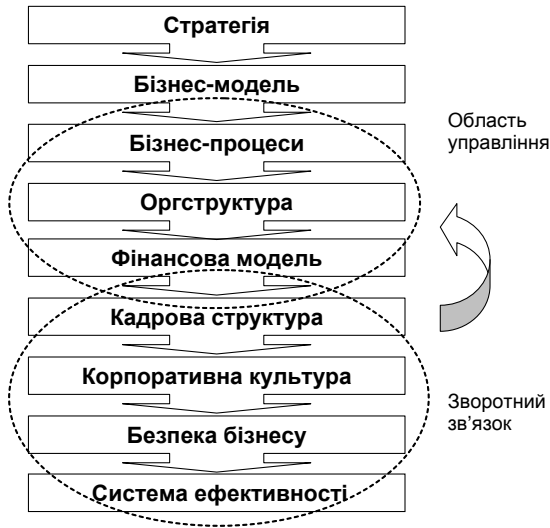 Стратегія
Бізнес-модель
Бізнес-процеси
Оргструктура
Фінансова модель
Кадрова структура
Корпоративна культура
Безпека бізнесу
Система ефективності
Область
управління
Зворотний
зв’язок